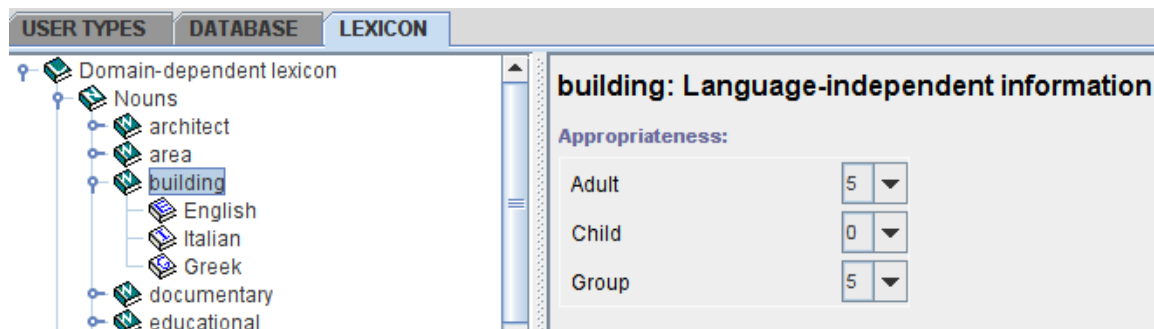 USER TYPES DATABASE LEXICON
Domain-dependent lexicon
Nouns
architect
area
building
English
Italian
Greek
documentary
educational
building: Language-independent information
Appropriateness:
Adult 5
Child 0
Group 5